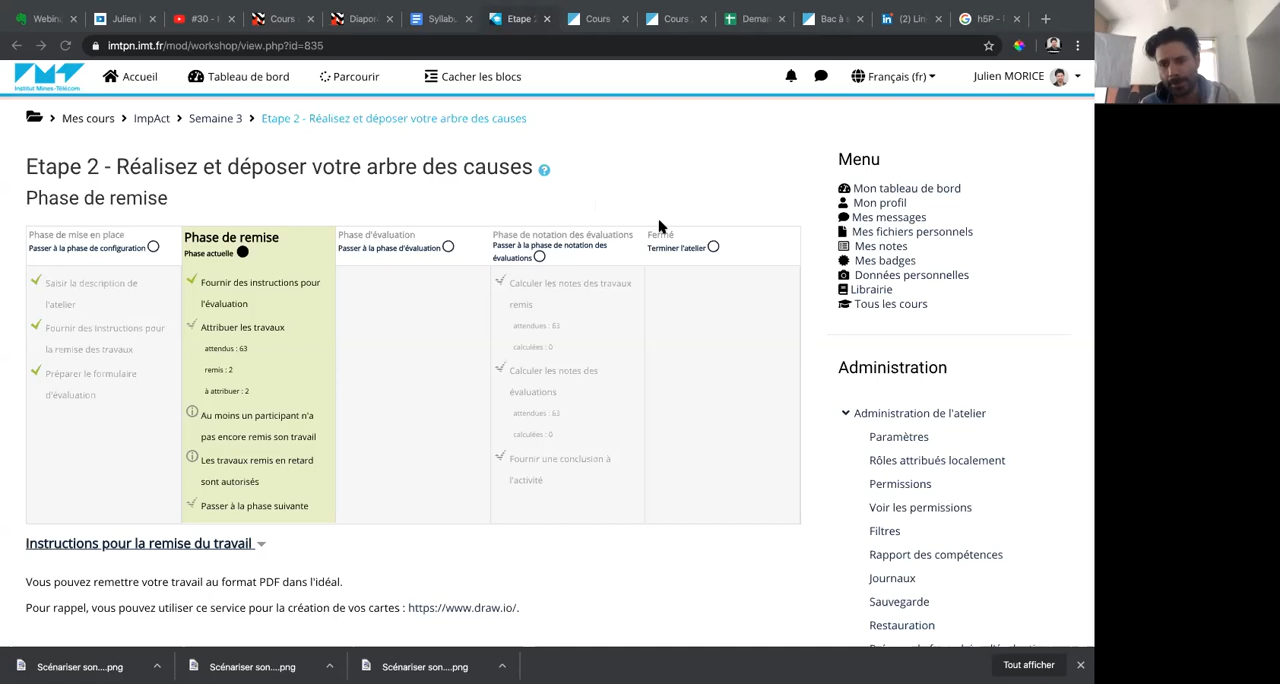 Webina
Julien
#30 - (
Cours
Diapor
Syllab
Etape 2
Cours
Cours
Deman
Bac à s
(2) Lin
h5P -
imtpn.imt.fr/mod/workshop/view.php?id=835
IMT
Institut Mines-Télécom
Accueil
Tableau de bord
Parcourir
Cacher les blocs
Français (fr)
Julien MORICE
Mes cours > ImpAct > Semaine 3 > Etape 2 - Réalisez et déposer votre arbre des causes
Etape 2 - Réalisez et déposer votre arbre des causes
Phase de remise
Phase de mise en place
Passer à la phase de configuration
Saisir la description de
l'atelier
Fournir des instructions pour
la remise des travaux
Préparer le formulaire
d'évaluation
Phase de remise
Phase actuelle
Fournir des instructions pour
l'évaluation
Attribuer les travaux
attendus : 63
remis : 2
à attribuer : 2
Au moins un participant n'a
pas encore remis son travail
Les travaux remis en retard
sont autorisés
Passer à la phase suivante
Phase d'évaluation
Passer à la phase d'évaluation
Phase de notation des évaluations
Passer à la phase de notation des
évaluations
Calculer les notes des travaux
remis
attendues : 63
calculées : 0
Calculer les notes des
évaluations
attendues : 63
calculées : 0
Fournir une conclusion à
l'activité
Fermé
Terminer l'atelier
Instructions pour la remise du travail
Vous pouvez remettre votre travail au format PDF dans l'idéal.
Pour rappel, vous pouvez utiliser ce service pour la création de vos cartes : https://www.draw.io/.
Menu
Mon tableau de bord
Mon profil
Mes messages
Mes fichiers personnels
Mes notes
Mes badges
Données personnelles
Librairie
Tous les cours
Administration
Administration de l'atelier
Paramètres
Rôles attribués localement
Permissions
Voir les permissions
Filtres
Rapport des compétences
Journaux
Sauvegarde
Restauration
Scénariser son....png
Scénariser son....png
Scénariser son....png
Tout afficher